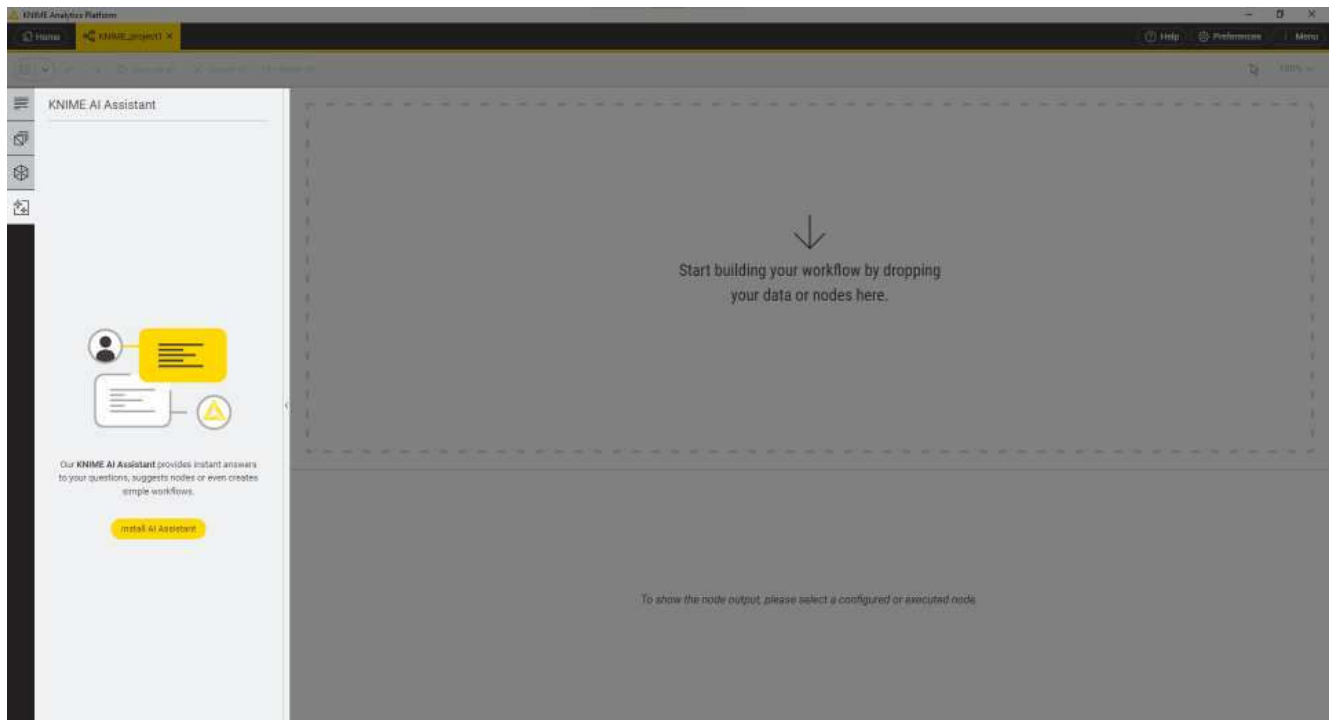 KNIME Analytics Platform
Home
KNIME_project1
Help
Preferences
Menu
100%
KNIME AI Assistant
Start building your workflow by dropping
your data or nodes here.
Our KNIME AI Assistant provides instant answers
to your questions, suggests nodes or even creates
simple workflows.
Install AI Assistant
To show the node output, please select a configured or executed node.